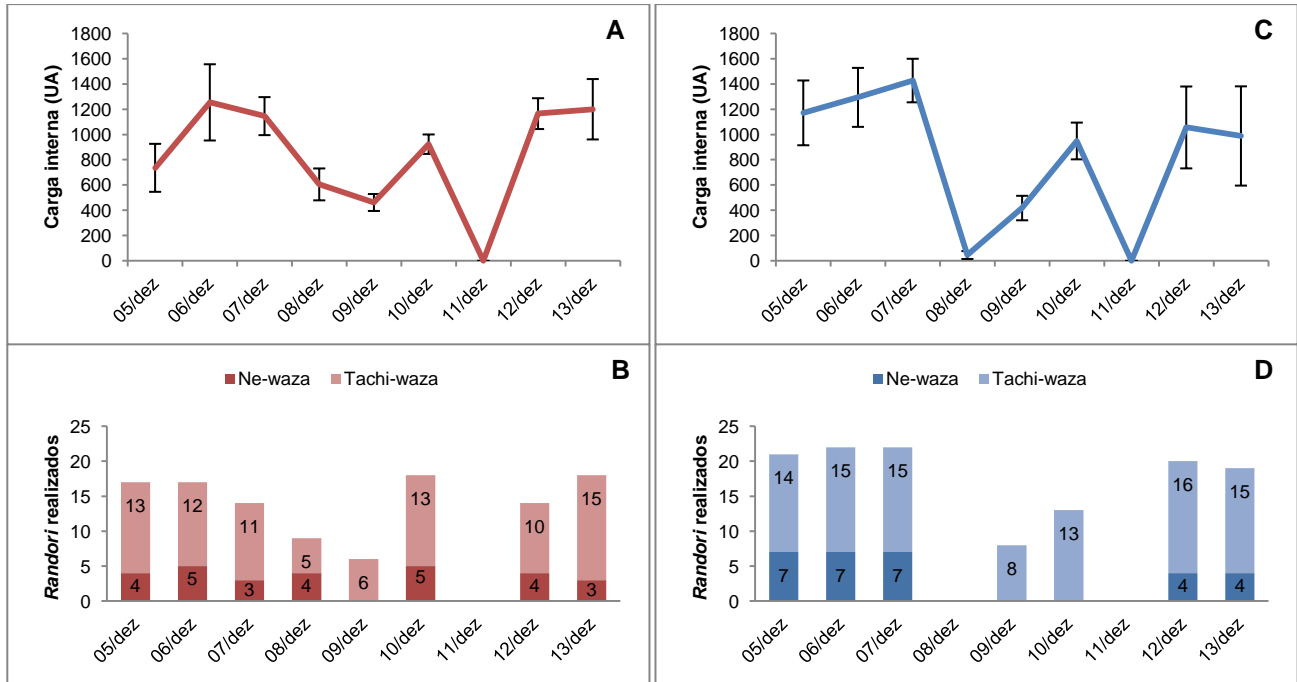 A
Carga interna (UA)
1800
1600
1400
1200
1000
800
600
400
200
0
05/dez 06/dez 07/dez 08/dez 09/dez 10/dez 11/dez 12/dez 13/dez
C
Carga interna (UA)
1800
1600
1400
1200
1000
800
600
400
200
0
05/dez 06/dez 07/dez 08/dez 09/dez 10/dez 11/dez 12/dez 13/dez
Ne-waza Tachi-waza
B
Randori realizados
25
20
15
10
5
0
13 12 11 5 6 13 10 15
4 5 3 4 5 4 3
05/dez 06/dez 07/dez 08/dez 09/dez 10/dez 11/dez 12/dez 13/dez
Ne-waza Tachi-waza
D
Randori realizados
25
20
15
10
5
0
14 15 15 8 13 16 15
7 7 7 4 4
05/dez 06/dez 07/dez 08/dez 09/dez 10/dez 11/dez 12/dez 13/dez